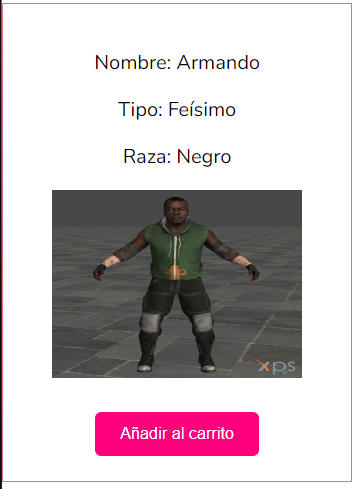 Nombre: Armando
Tipo: Feísimo
Raza: Negro
xps
Añadir al carrito